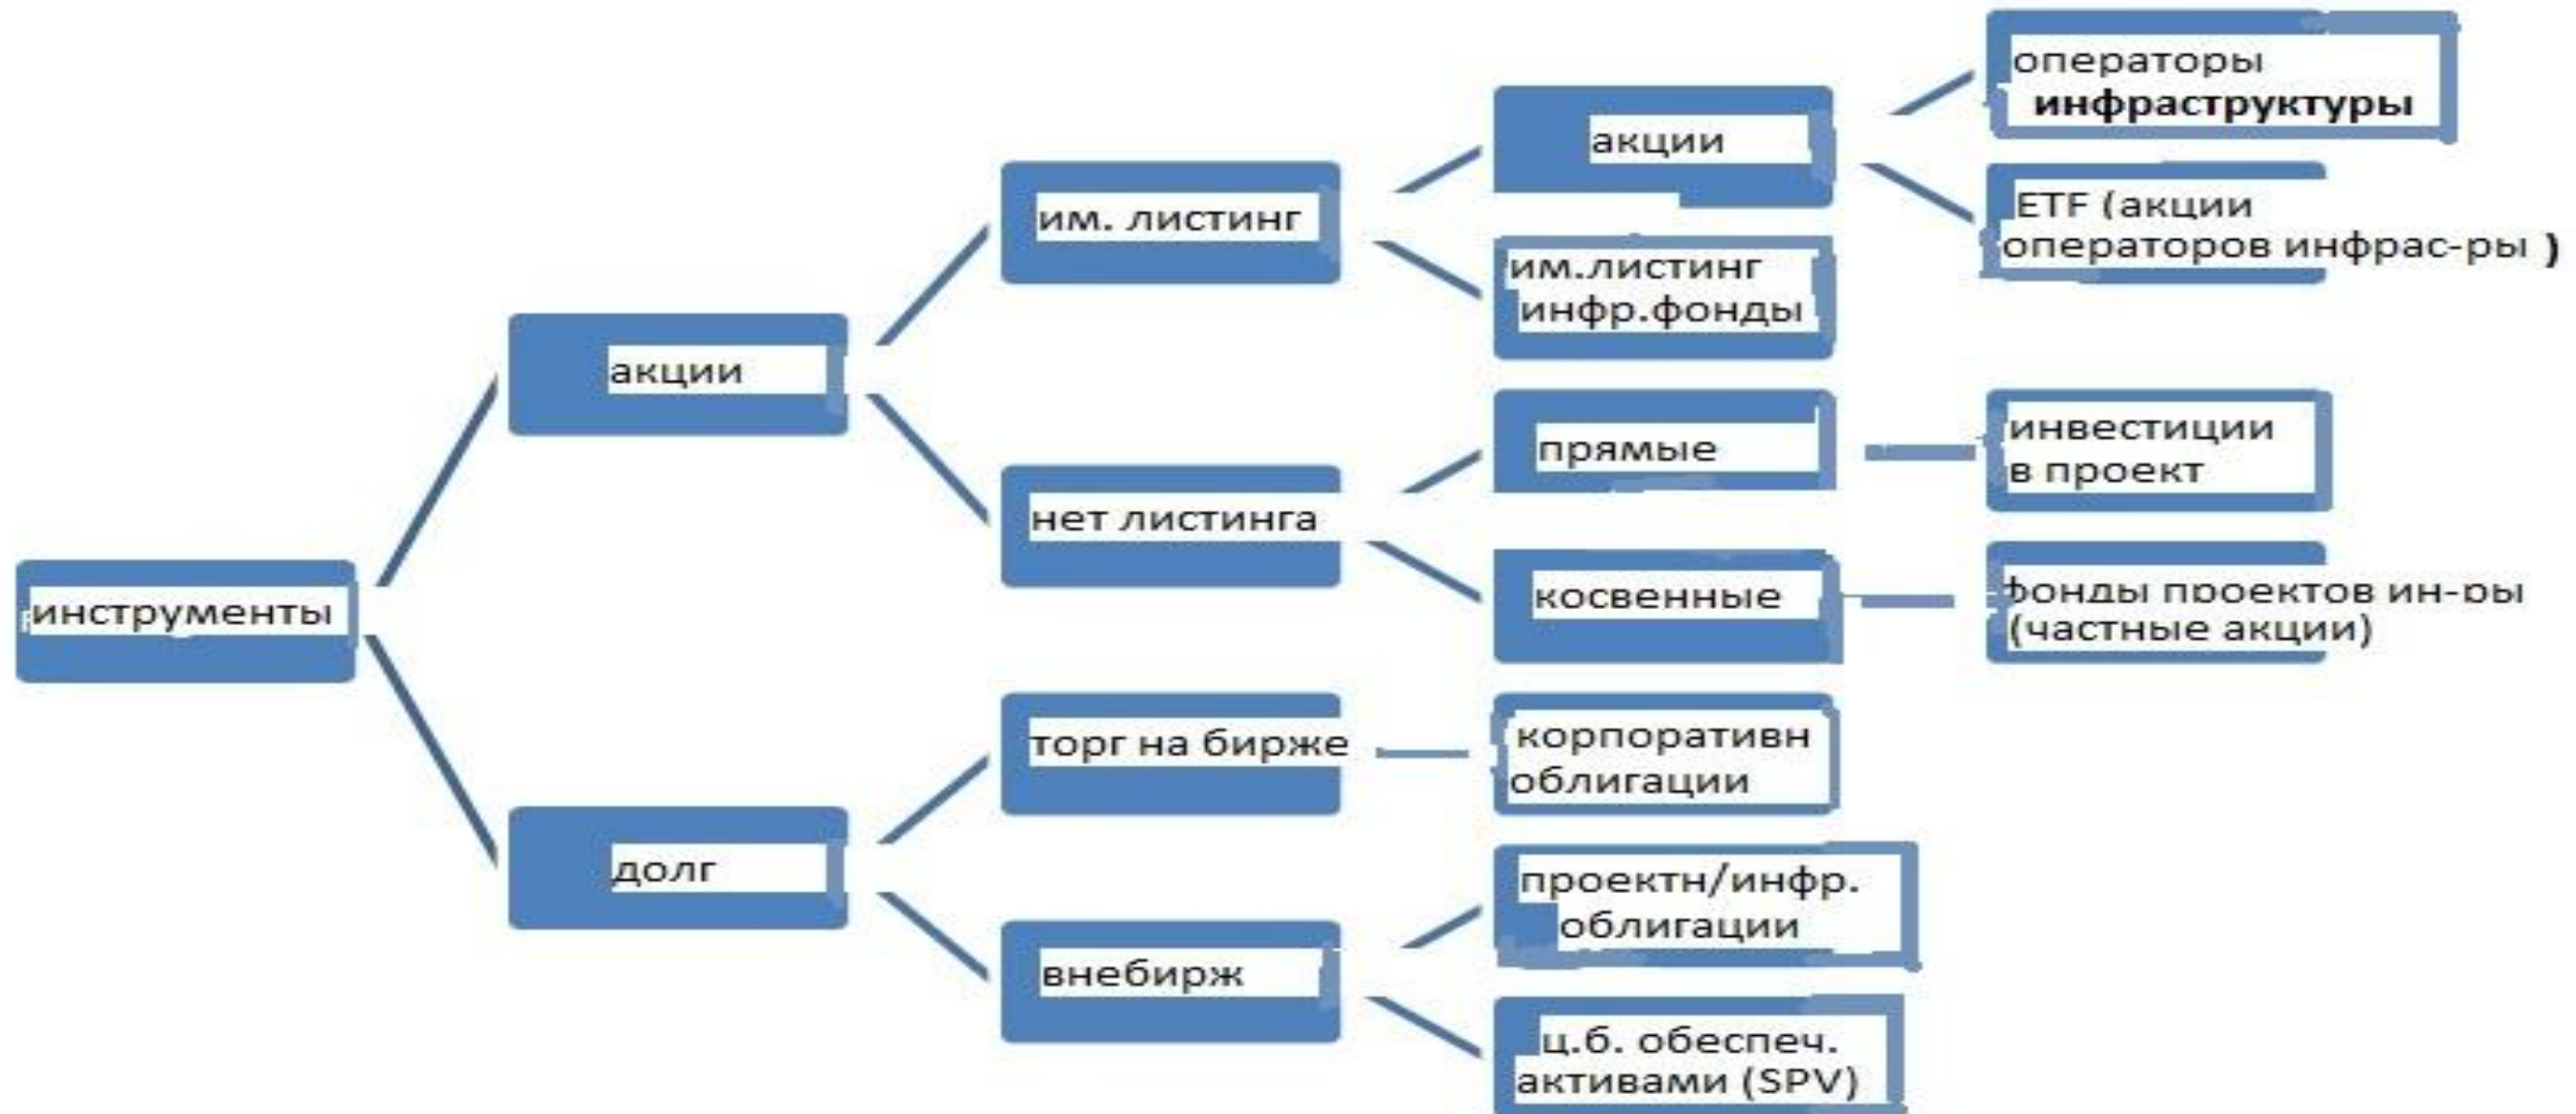 операторы
инфраструктуры
акции
ETF (акции
операторов инфрас-ры )
им. листинг
им.листинг
инфр.фонды
акции
прямые
инвестиции
в проект
нет листинга
косвенные
фонды проектов ин-ры
(частные акции)
инструменты
торг на бирже
корпоративн
облигации
долг
проектн/инфр.
облигации
внебирж
ц.б. обеспеч.
активами (SPV)